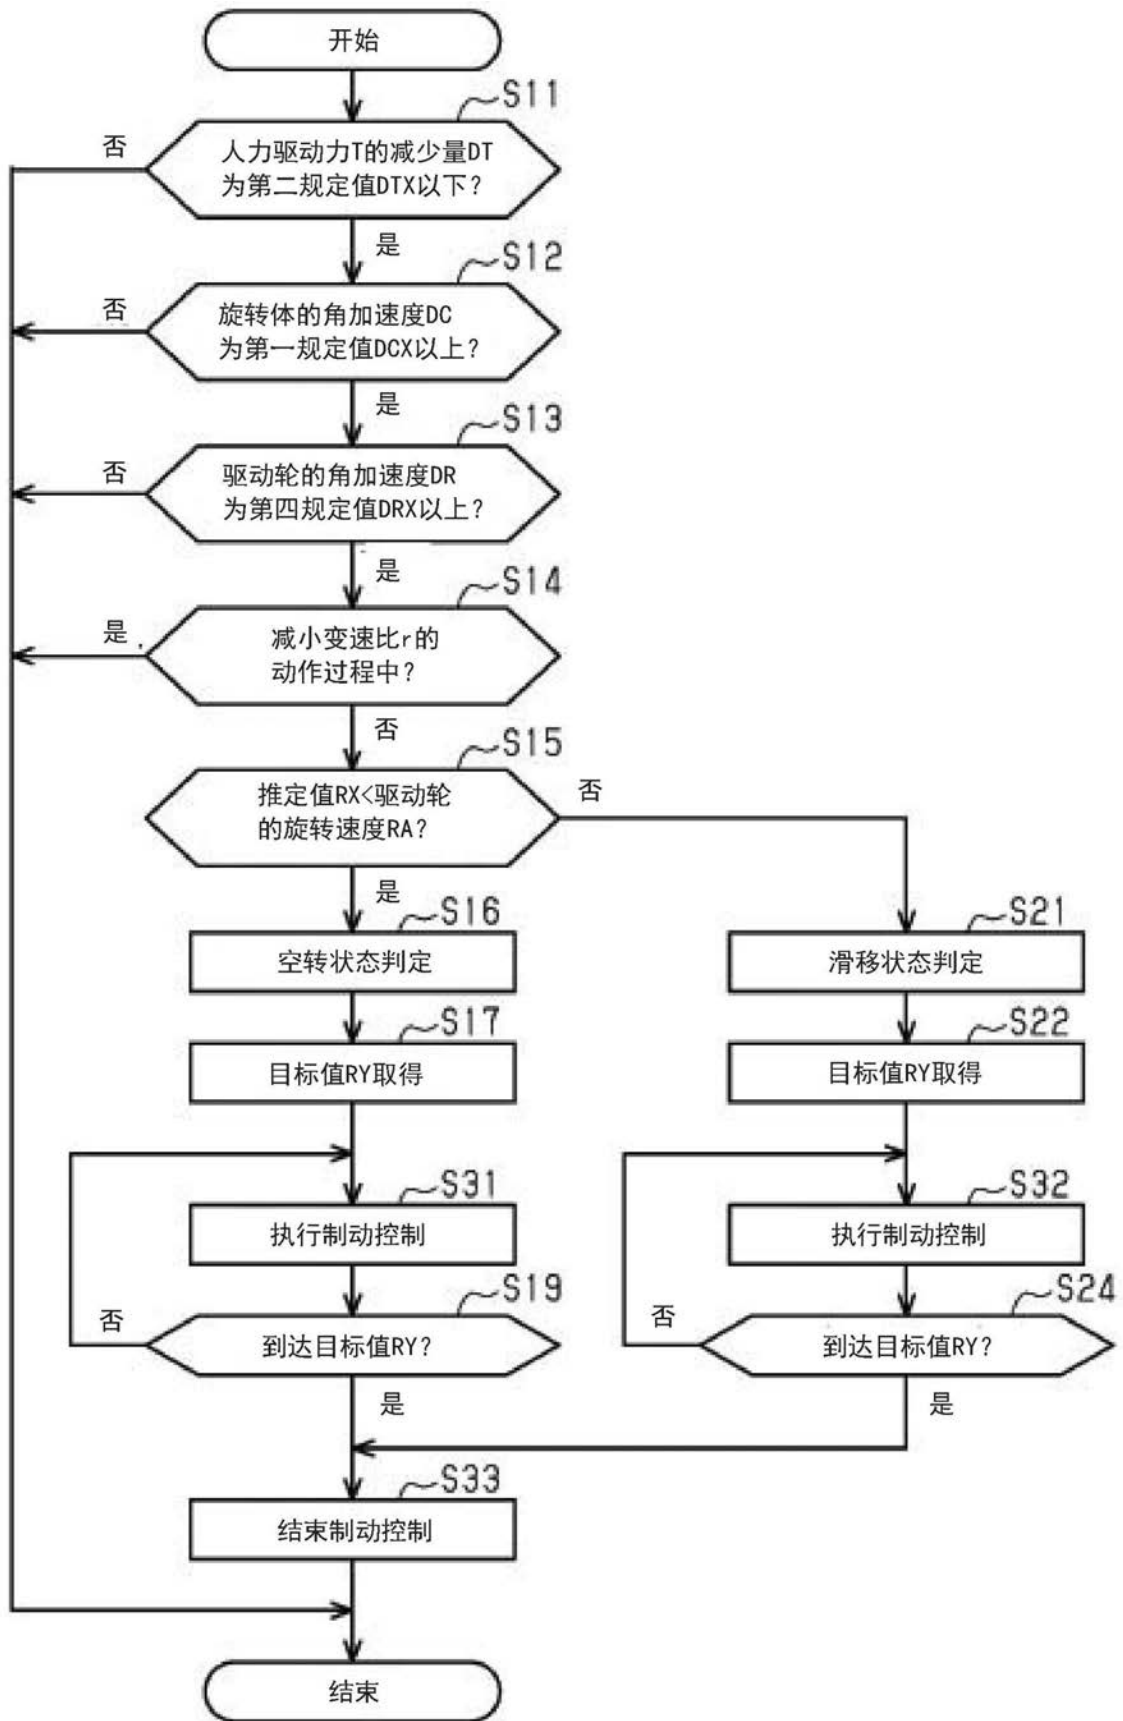 开始
S11
人力驱动力T的减少量DT
为第二规定值DTX以下？
否
是
S12
旋转体的角加速度DC
为第一规定值DCX以上？
否
是
S13
驱动轮的角加速度DR
为第四规定值DRX以上？
否
是
S14
减小变速比r的
动作过程中？
是
否
S15
推定值RX<驱动轮
的旋转速度RA？
否
是
S16
空转状态判定
S21
滑移状态判定
S17
目标值RY取得
S22
目标值RY取得
S31
执行制动控制
S32
执行制动控制
S19
到达目标值RY？
否
是
S24
到达目标值RY？
否
是
S33
结束制动控制
结束